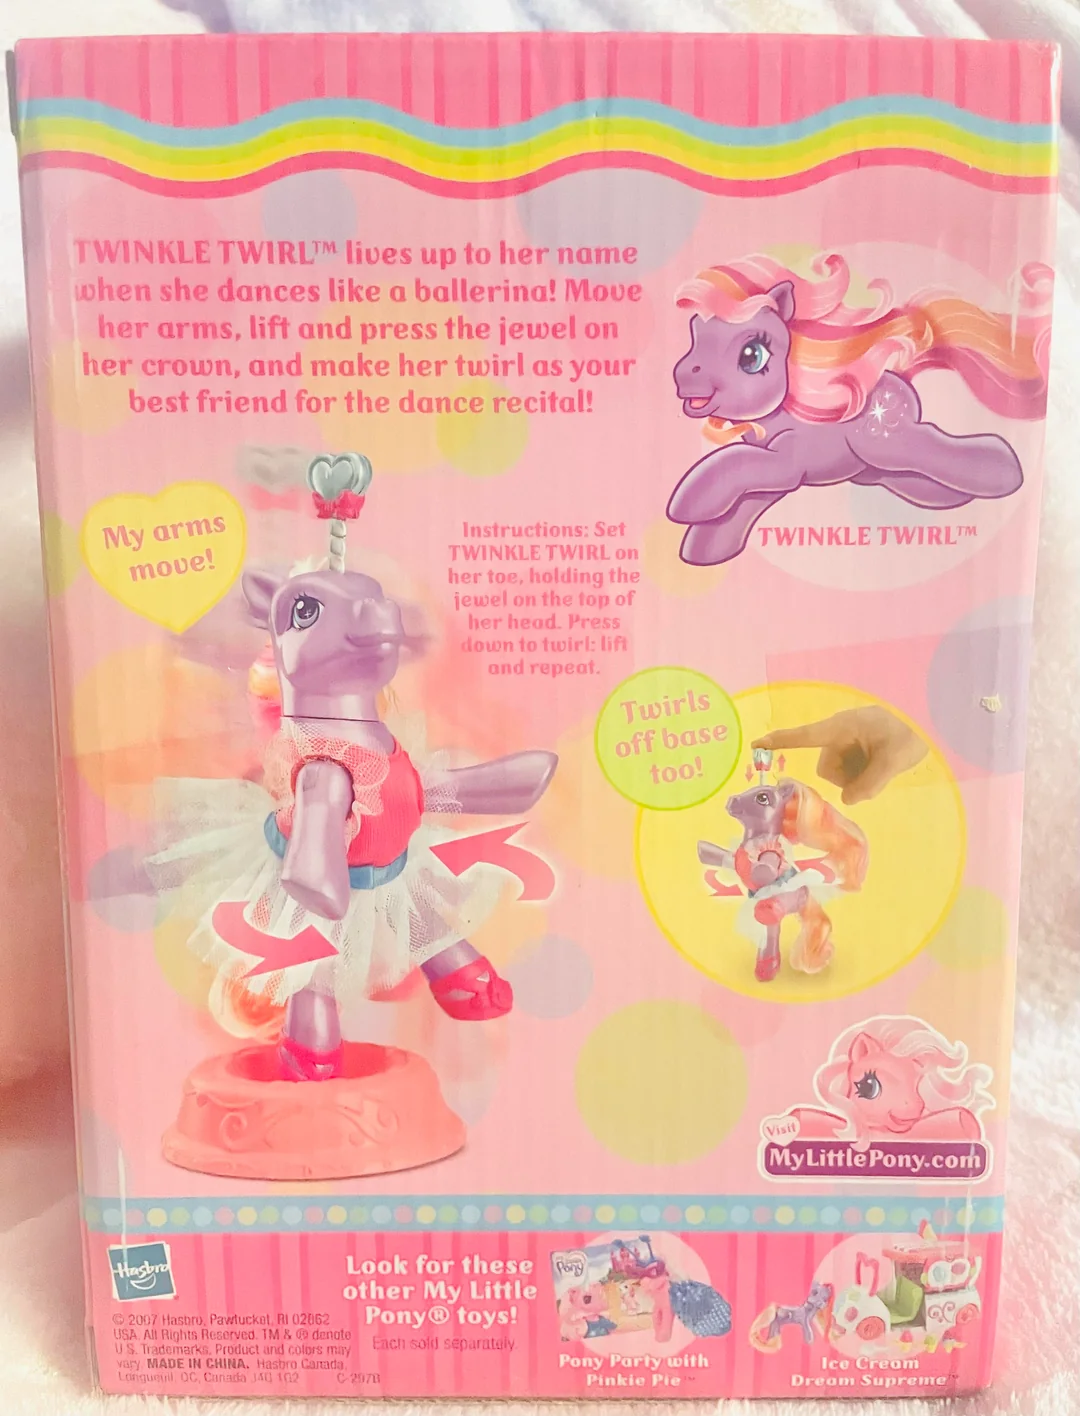 TWINKLE TWIRL™ lives up to her name
when she dances like a ballerina! Move
her arms, lift and press the jewel on
her crown, and make her twirl as your
best friend for the dance recital!
My arms
move!
Instructions: Set
TWINKLE TWIRL on
her toe, holding the
jewel on the top of
her head. Press
down to twirl: lift
and repeat.
TWINKLE TWIRL™
Twirls
off base
too!
Visit
MyLittlePony.com
Hasbro
© 2007 Hasbro, Pawtucket, RI 02862
USA. All Rights Reserved. TM & ® denote
U.S. Trademarks. Product and colors may
vary. MADE IN CHINA. Hasbro Canada,
Longueuil, QC, Canada J4G 1G2
Look for these
other My Little
Pony® toys!
Each sold separately.
Pony
Pony Party with
Pinkie Pie™
Ice Cream
Dream Supreme™